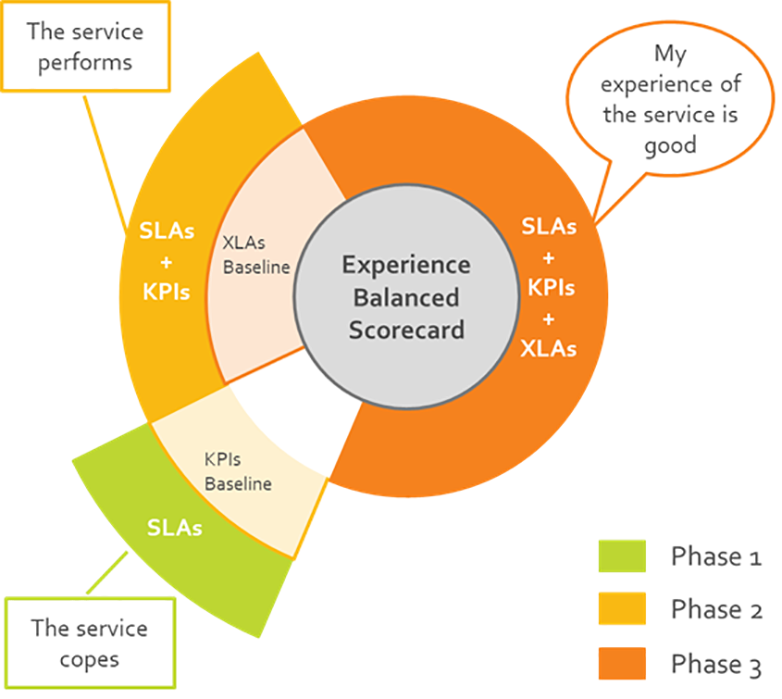 The service
performs
My
experience of
the service is
good
SLAs
+
KPIs
XLAs
Baseline
Experience
Balanced
Scorecard
SLAs
+
KPIs
+
XLAs
KPIs
Baseline
SLAs
The service
copes
Phase 1
Phase 2
Phase 3